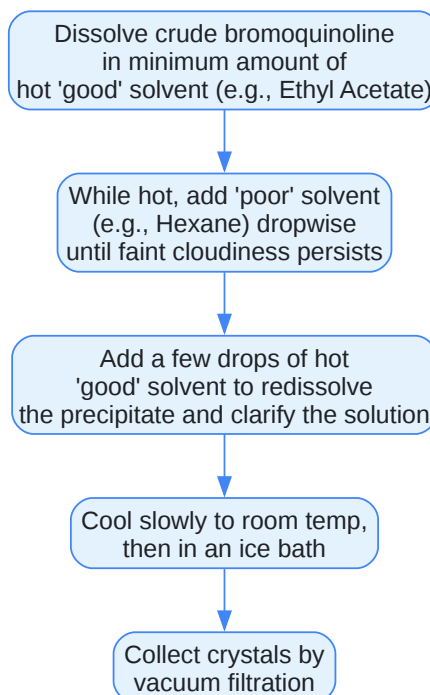 Dissolve crude bromoquinoline
in minimum amount of
hot 'good' solvent (e.g., Ethyl Acetate)
While hot, add 'poor' solvent
(e.g., Hexane) dropwise
until faint cloudiness persists
Add a few drops of hot
'good' solvent to redissolve
the precipitate and clarify the solution
Cool slowly to room temp,
then in an ice bath
Collect crystals by
vacuum filtration